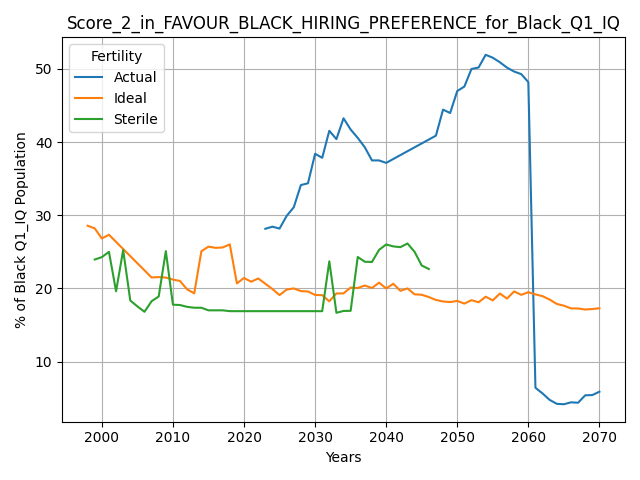 Score_2_in_FAVOUR_BLACK_HIRING_PREFERENCE_for_Black_Q1_IQ
Fertility
Actual
Ideal
Sterile
% of Black Q1_IQ Population
50
40
30
20
10
2000 2010 2020 2030 2040 2050 2060 2070
Years